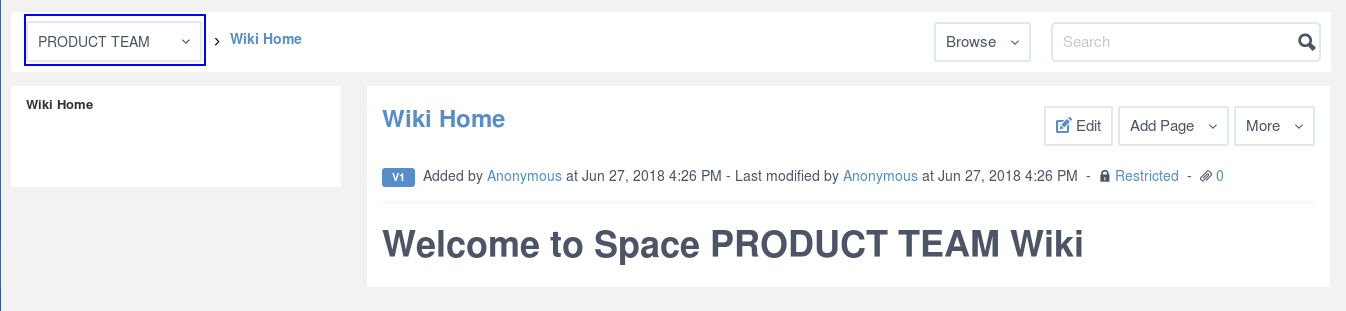 PRODUCT TEAM › Wiki Home Browse Search
Wiki Home
Wiki Home Edit Add Page More
V1 Added by Anonymous at Jun 27, 2018 4:26 PM - Last modified by Anonymous at Jun 27, 2018 4:26 PM - Restricted - 0
Welcome to Space PRODUCT TEAM Wiki